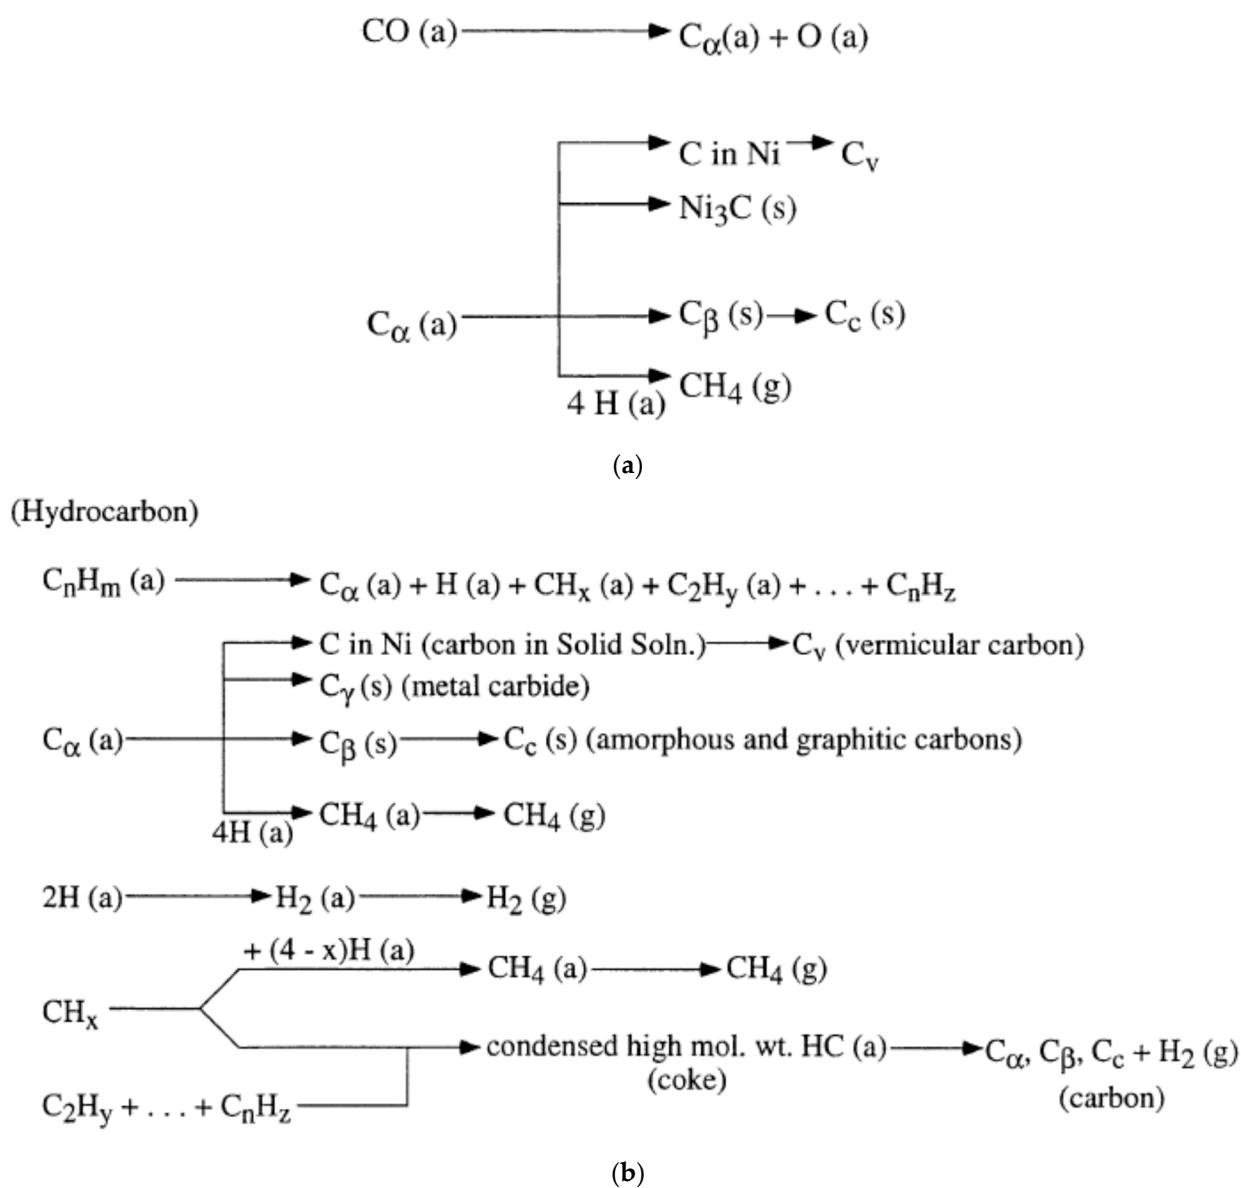 CO (a) → Cα(a) + O (a)
C in Ni → Cv
Ni3C (s)
Cα (a) → Cβ (s) → Cc (s)
CH4 (g)
4 H (a)
(a)
(Hydrocarbon)
CnHm (a) → Cα (a) + H (a) + CHx (a) + C2Hy (a) + . . . + CnHz
C in Ni (carbon in Solid Soln.) → Cv (vermicular carbon)
Cγ (s) (metal carbide)
Cα (a) → Cβ (s) → Cc (s) (amorphous and graphitic carbons)
CH4 (a) → CH4 (g)
4H (a)
2H (a) → H2 (a) → H2 (g)
+ (4 - x)H (a)
CH4 (a) → CH4 (g)
CHx
condensed high mol. wt. HC (a) → Cα, Cβ, Cc + H2 (g)
(coke) (carbon)
C2Hy + . . . + CnHz
(b)